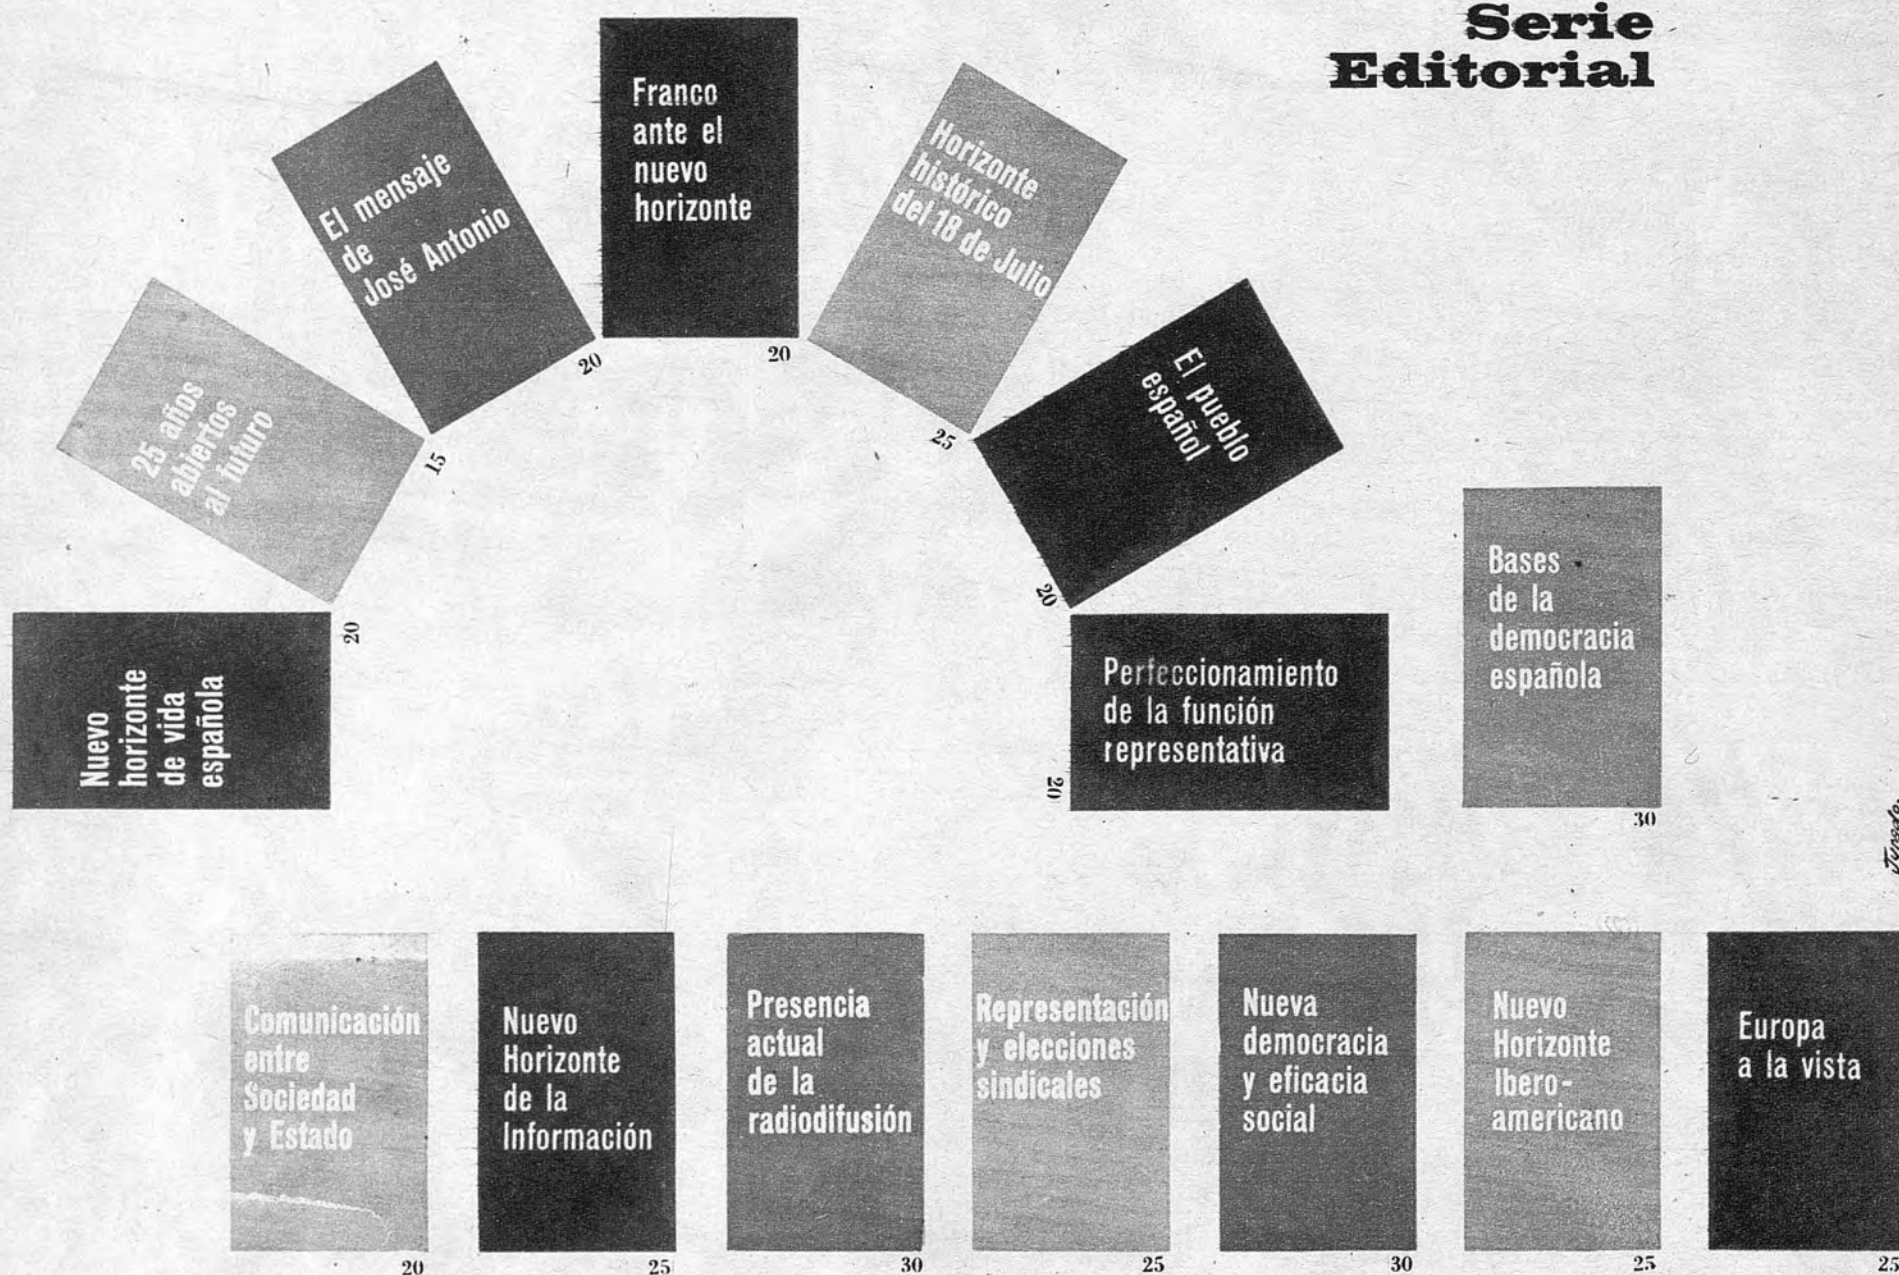 Serie
Editorial
Nuevo
horizonte
de vida
española
20
25 años
abiertos
al futuro
15
El mensaje
de
José Antonio
20
Franco
ante el
nuevo
horizonte
20
Horizonte
histórico
del 18 de Julio
25
El pueblo
español
20
Perfeccionamiento
de la función
representativa
20
Bases
de la
democracia
española
30
Comunicación
entre
Sociedad
y Estado
20
Nuevo
Horizonte
de la
Información
25
Presencia
actual
de la
radiodifusión
30
Representación
y elecciones
sindicales
25
Nueva
democracia
y eficacia
social
30
Nuevo
Horizonte
Ibero-
americano
25
Europa
a la vista
25